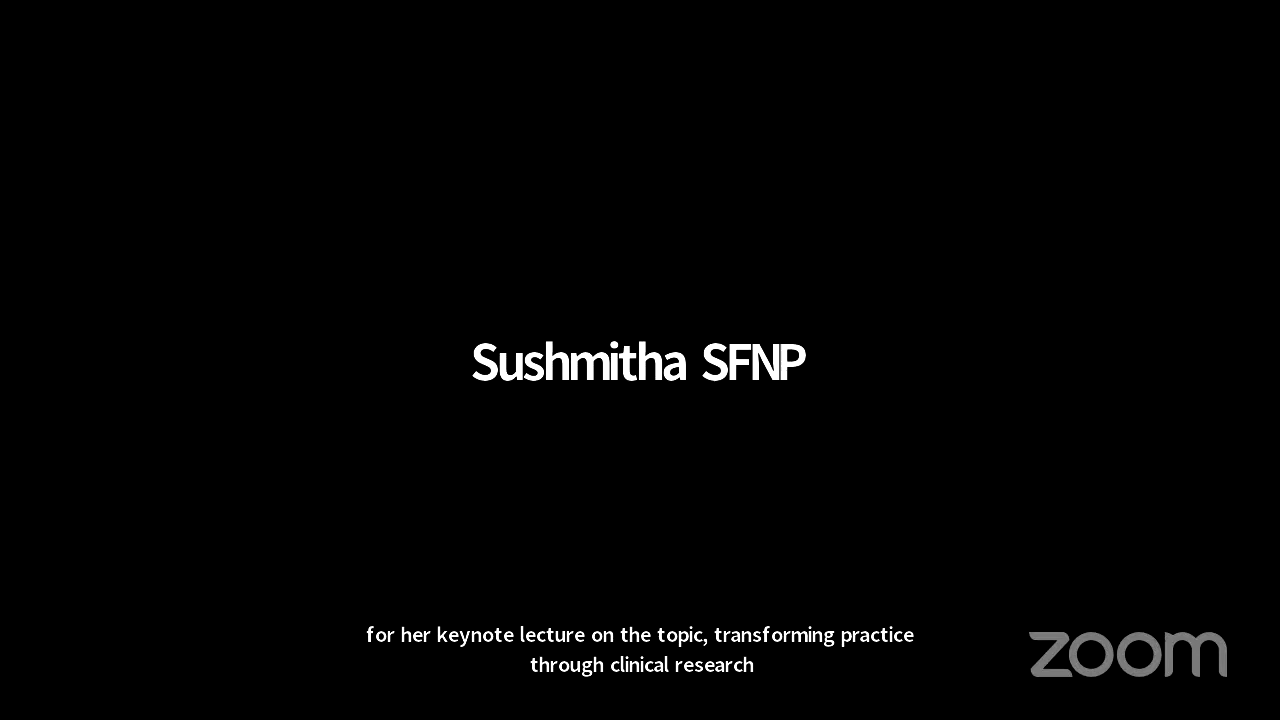 Sushmitha SFNP
for her keynote lecture on the topic, transforming practice
through clinical research
zoom